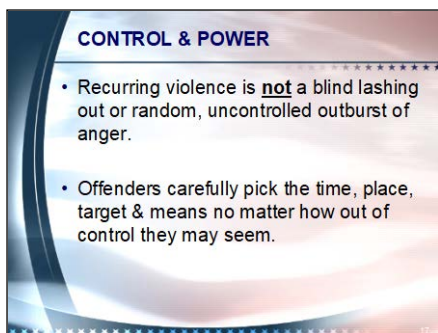 CONTROL & POWER
• Recurring violence is not a blind lashing
out or random, uncontrolled outburst of
anger.
• Offenders carefully pick the time, place,
target & means no matter how out of
control they may seem.